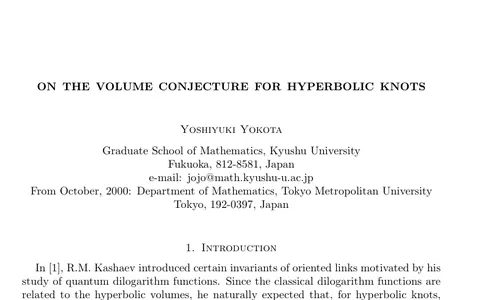 ON THE VOLUME CONJECTURE FOR HYPERBOLIC KNOTS
Yoshiyuki Yokota
Graduate School of Mathematics, Kyushu University
Fukuoka, 812-8581, Japan
e-mail: jojo@math.kyushu-u.ac.jp
From October, 2000: Department of Mathematics, Tokyo Metropolitan University
Tokyo, 192-0397, Japan
1. Introduction
In [1], R.M. Kashaev introduced certain invariants of oriented links motivated by his
study of quantum dilogarithm functions. Since the classical dilogarithm functions are
related to the hyperbolic volumes, he naturally expected that, for hyperbolic knots,